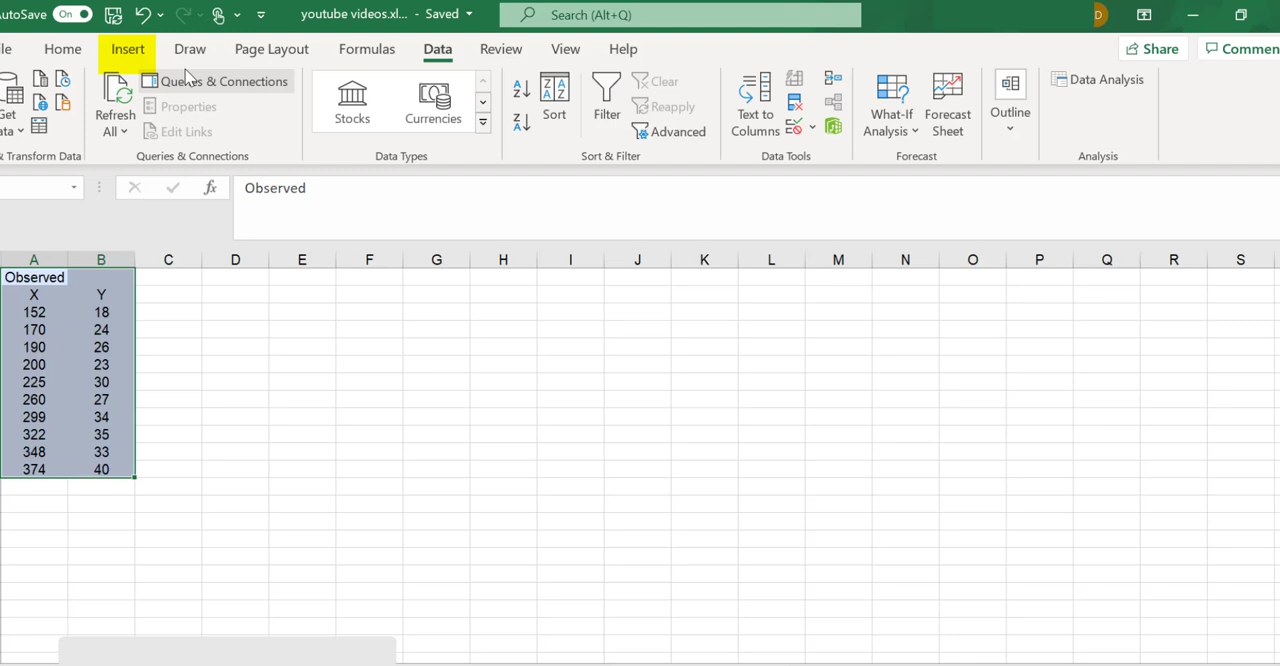 AutoSave On youtube videos.xl... - Saved Search (Alt+Q) D
le Home Insert Draw Page Layout Formulas Data Review View Help Share Commen
Get
ata
Refresh
All
Queries & Connections
Properties
Edit Links
Stocks
Currencies
Sort
Filter
Clear
Reapply
Advanced
Text to
Columns
What-If
Analysis
Forecast
Sheet
Outline
Data Analysis
& Transform Data Queries & Connections Data Types Sort & Filter Data Tools Forecast Analysis
fx Observed
A B C D E F G H I J K L M N O P Q R S
Observed
X Y
152 18
170 24
190 26
200 23
225 30
260 27
299 34
322 35
348 33
374 40